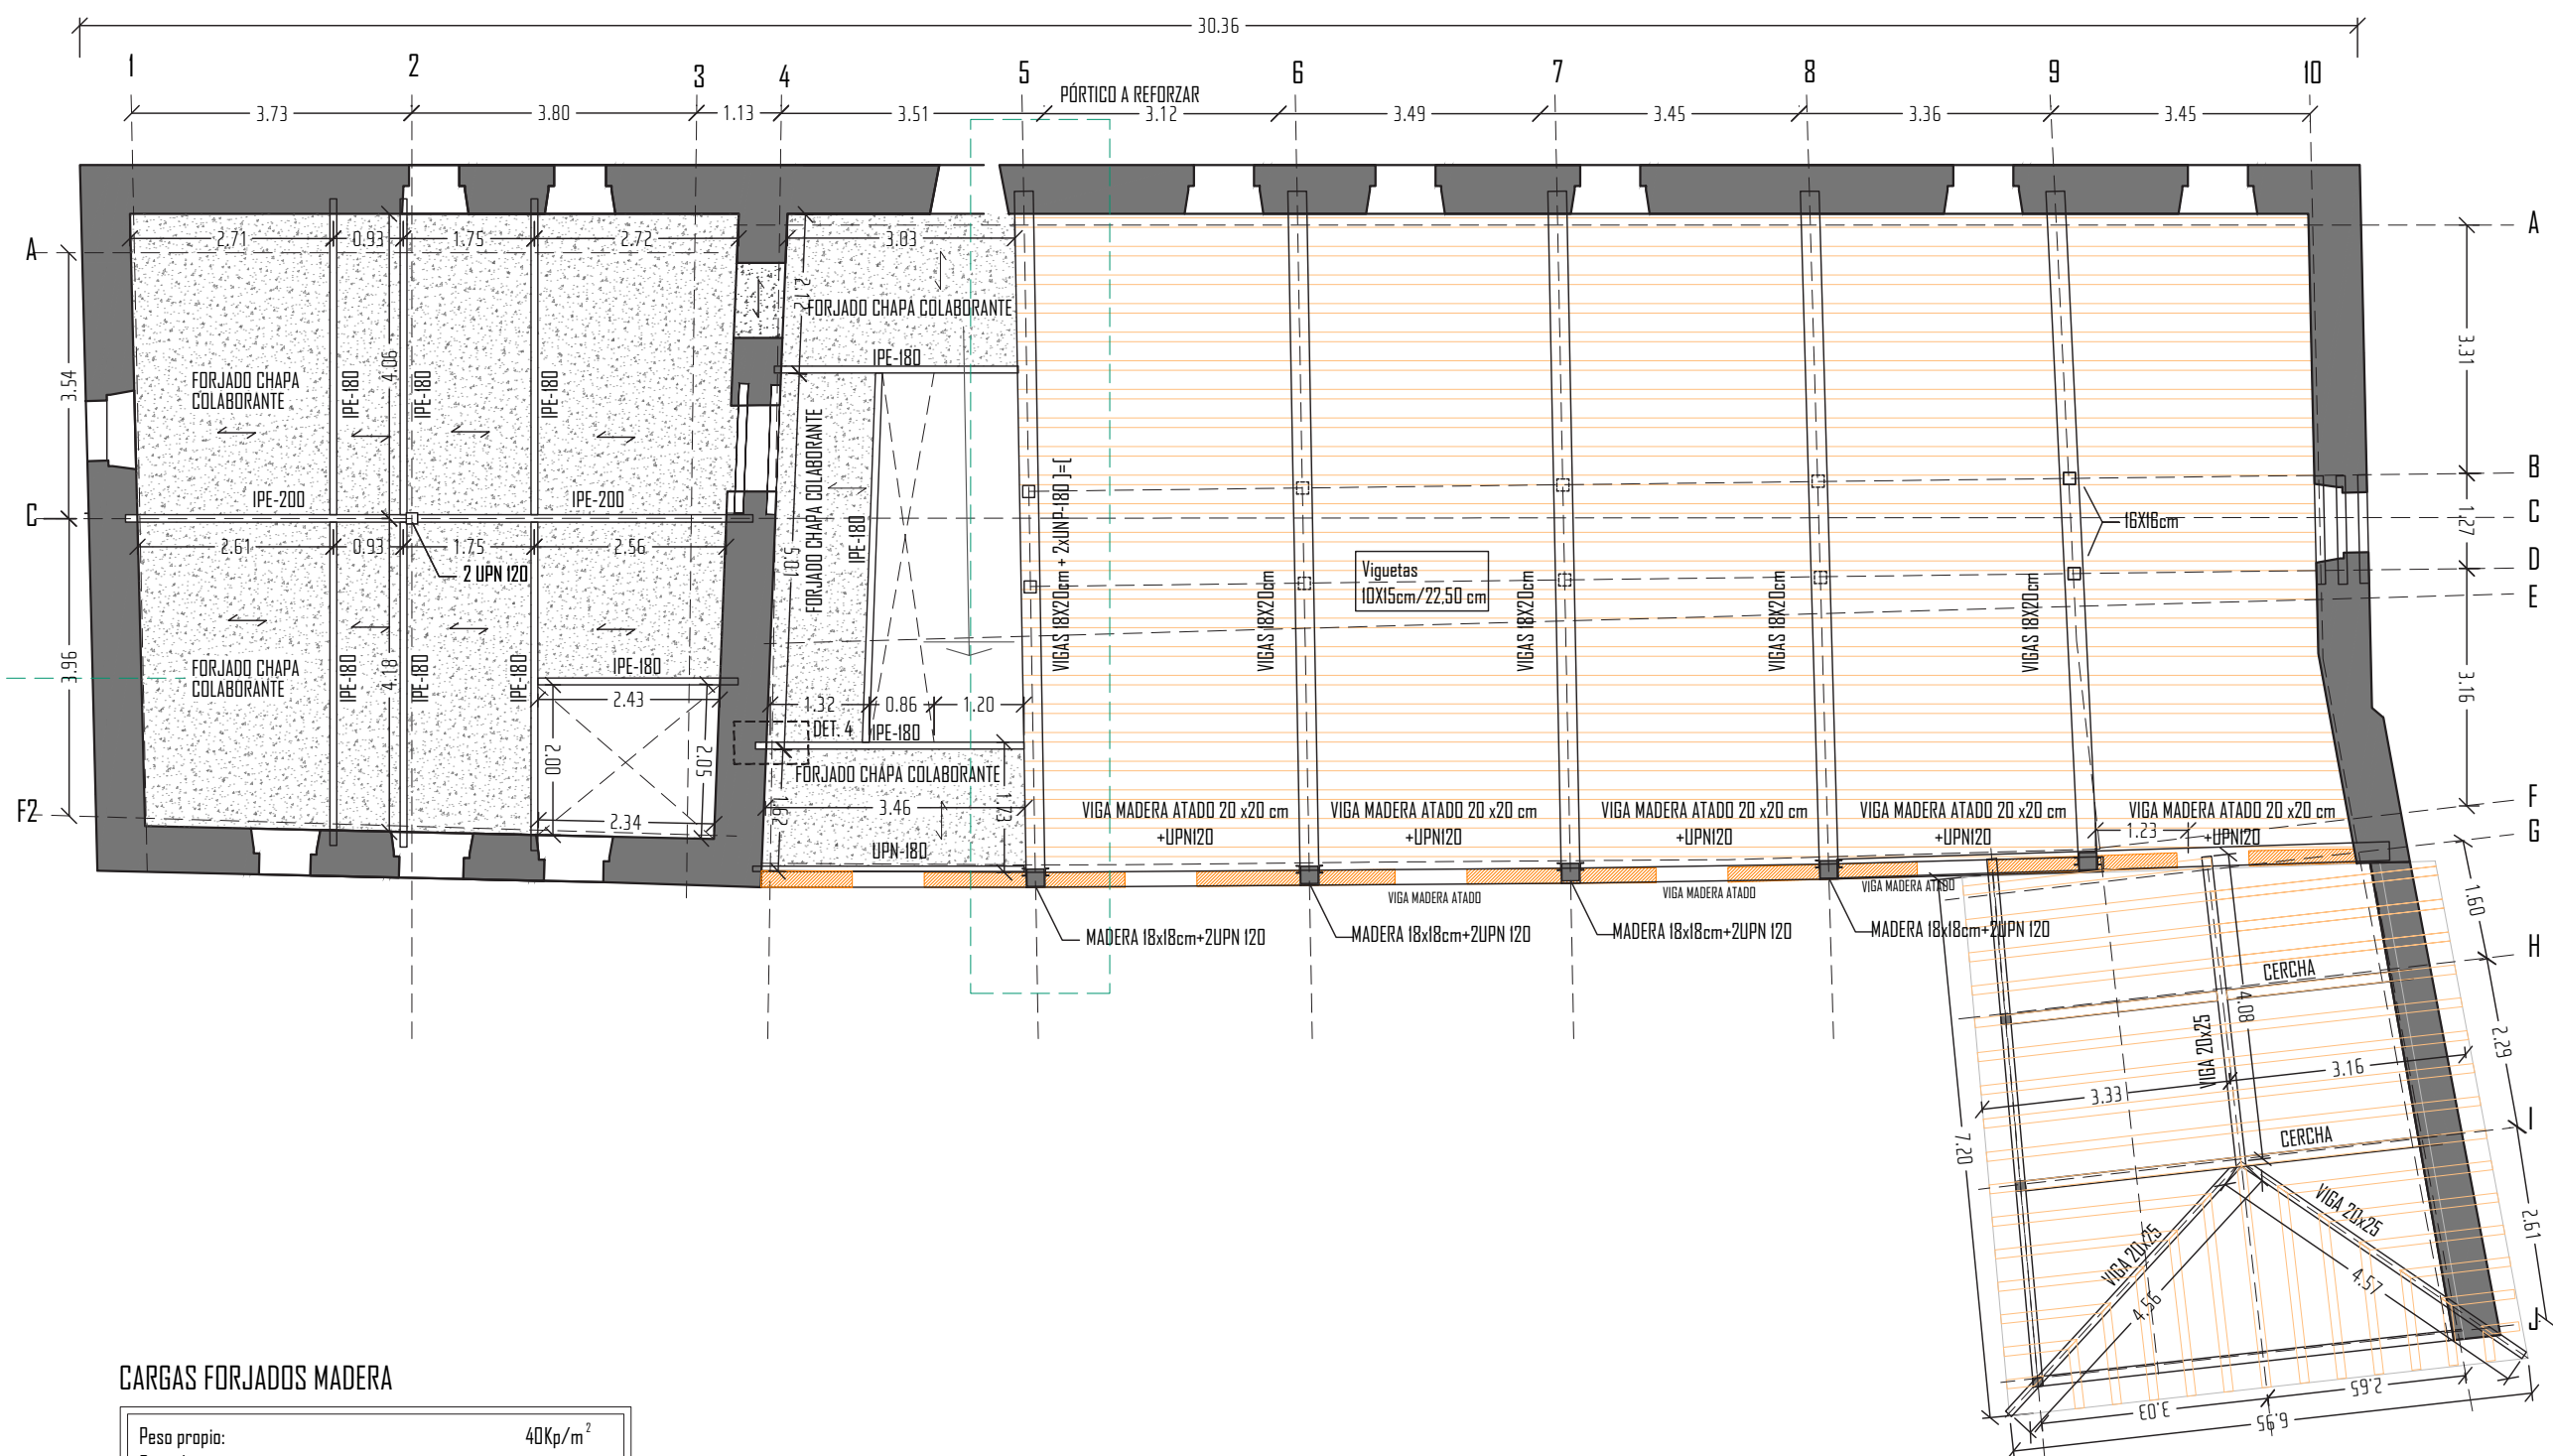 30.36
1 2 3 4 5 6 7 8 9 10
PÓRTICO A REFORZAR
3.73 3.80 1.13 3.51 3.12 3.49 3.45 3.36 3.45
A
A
2.71 0.93 1.75 2.72 3.03
2.12
FORJADO CHAPA COLABORANTE
IPE-180
3.54
4.06
3.31
FORJADO CHAPA
COLABORANTE
IPE-180
IPE-180
IPE-180
FORJADO CHAPA COLABORANTE
5.01
IPE-180
B
C
IPE-200
IPE-200
C
16X16cm
1.27
2.61 0.93 1.75 2.56
2 UPN 120
D
E
Viguetas
10X15cm/22,50 cm
VIGAS 18X20cm + 2xUNP-180 ]=[
VIGAS 18X20cm
VIGAS 18X20cm
VIGAS 18X20cm
VIGAS 18X20cm
3.96
4.18
3.16
FORJADO CHAPA
COLABORANTE
IPE-180
IPE-180
IPE-180
IPE-180
2.43
2.00
2.05
2.34
1.32 0.86 1.20
DET. 4
IPE-180
FORJADO CHAPA COLABORANTE
1.62
3.46
1.73
UPN-180
F2
F
G
VIGA MADERA ATADO 20 x20 cm
+UPN120
VIGA MADERA ATADO 20 x20 cm
+UPN120
VIGA MADERA ATADO 20 x20 cm
+UPN120
VIGA MADERA ATADO 20 x20 cm
+UPN120
VIGA MADERA ATADO 20 x20 cm
+UPN120
1.23
VIGA MADERA ATADO
VIGA MADERA ATADO
VIGA MADERA ATADO
MADERA 18x18cm+2UPN 120
MADERA 18x18cm+2UPN 120
MADERA 18x18cm+2UPN 120
MADERA 18x18cm+2UPN 120
1.60
H
CERCHA
4.08
VIGA 20x25
2.29
3.16
3.33
7.20
I
CERCHA
2.61
VIGA 20x25
VIGA 20x25
4.56
4.57
J
3.03
2.65
6.95
CARGAS FORJADOS MADERA
Peso propio: 40Kp/m²